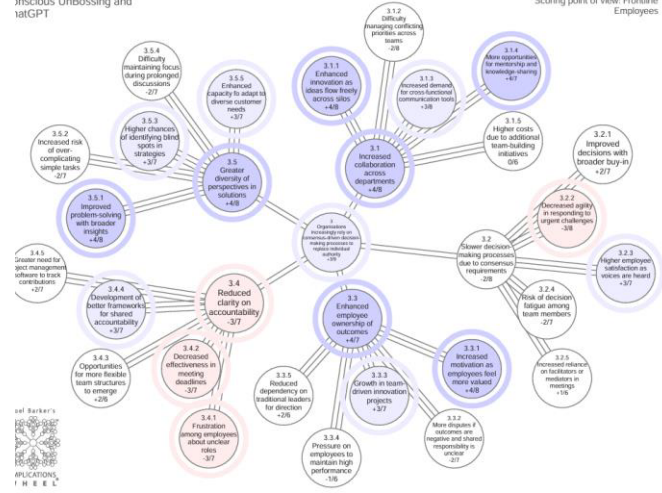 onscious UnBossing and
hatGPT
Scoring point of view: Frontline
Employees
3.1.2
Difficulty
managing conflicting
priorities across
teams
-2/8
3.5.4
Difficulty
maintaining focus
during prolonged
discussions
-2/7
3.5.5
Enhanced
capacity to adapt to
diverse customer
needs
+3/7
3.1.1
Enhanced
innovation as
ideas flow freely
across silos
+4/8
3.1.3
Increased demand
for cross-functional
communication tools
+3/8
3.1.4
More opportunities
for mentorship and
knowledge-sharing
+4/7
3.5.3
Higher chances
of identifying blind
spots in
strategies
+3/7
3.5.2
Increased risk
of over-
complicating
simple tasks
-2/7
3.5
Greater
diversity of
perspectives in
solutions
+4/8
3.1
Increased
collaboration
across
departments
+4/8
3.1.5
Higher costs
due to additional
team-building
initiatives
0/6
3.2.1
Improved
decisions with
broader buy-in
+2/7
3.5.1
Improved
problem-solving
with broader
insights
+4/8
3.2.2
Decreased agility
in responding to
urgent challenges
-3/8
3
Organisations
increasingly rely on
consensus-driven decision-
making processes to
replace individual
authority
3.2
Slower decision-
making processes
due to consensus
requirements
-2/8
3.2.3
Higher employee
satisfaction as
voices are heard
+3/7
3.4.5
Greater need for
project management
software to track
contributions
+2/7
3.4.4
Development of
better frameworks
for shared
accountability
+3/7
3.4
Reduced
clarity on
accountability
-3/7
3.3
Enhanced
employee
ownership of
outcomes
+4/7
3.2.4
Risk of decision
fatigue among
team members
-2/7
3.4.3
Opportunities
for more flexible
team structures
to emerge
+2/6
3.4.2
Decreased
effectiveness in
meeting
deadlines
-3/7
3.3.5
Reduced
dependency on
traditional leaders
for direction
+2/6
3.3.3
Growth in team-
driven innovation
projects
+3/7
3.3.1
Increased
motivation as
employees feel
more valued
+4/8
3.2.5
Increased reliance
on facilitators or
mediators in
meetings
+1/6
3.4.1
Frustration
among employees
about unclear
roles
-3/7
3.3.4
Pressure on
employees to
maintain high
performance
-1/6
3.3.2
More disputes if
outcomes are
negative and shared
responsibility is
unclear
-2/7
el Barker's
MPLICATIONS
HEEL